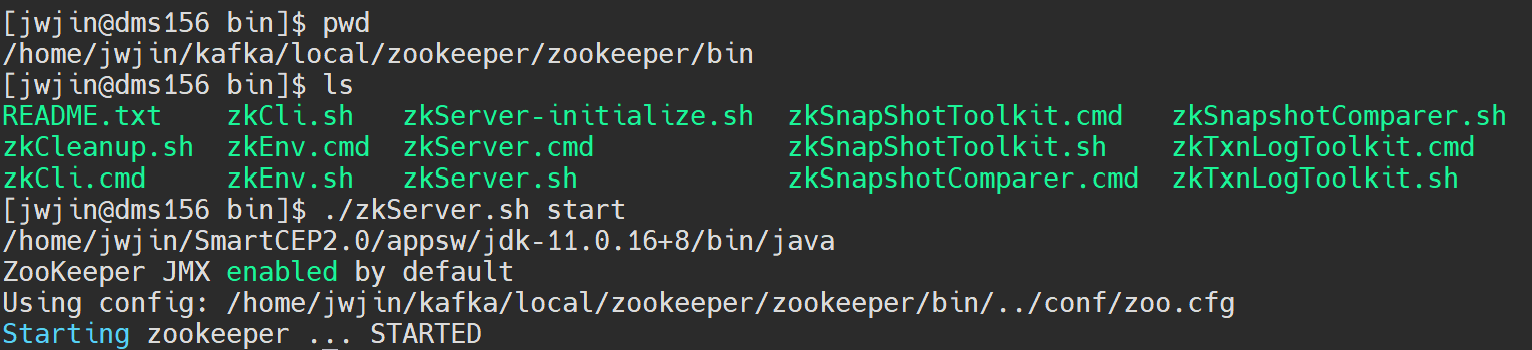 [jwjin@dms156 bin]$ pwd
/home/jwjin/kafka/local/zookeeper/zookeeper/bin
[jwjin@dms156 bin]$ ls
README.txt    zkCli.sh   zkServer-initialize.sh  zkSnapShotToolkit.cmd   zkSnapshotComparer.sh
zkCleanup.sh  zkEnv.cmd  zkServer.cmd            zkSnapShotToolkit.sh    zkTxnLogToolkit.cmd
zkCli.cmd     zkEnv.sh   zkServer.sh             zkSnapshotComparer.cmd  zkTxnLogToolkit.sh
[jwjin@dms156 bin]$ ./zkServer.sh start
/home/jwjin/SmartCEP2.0/appsw/jdk-11.0.16+8/bin/java
ZooKeeper JMX enabled by default
Using config: /home/jwjin/kafka/local/zookeeper/zookeeper/bin/../conf/zoo.cfg
Starting zookeeper ... STARTED